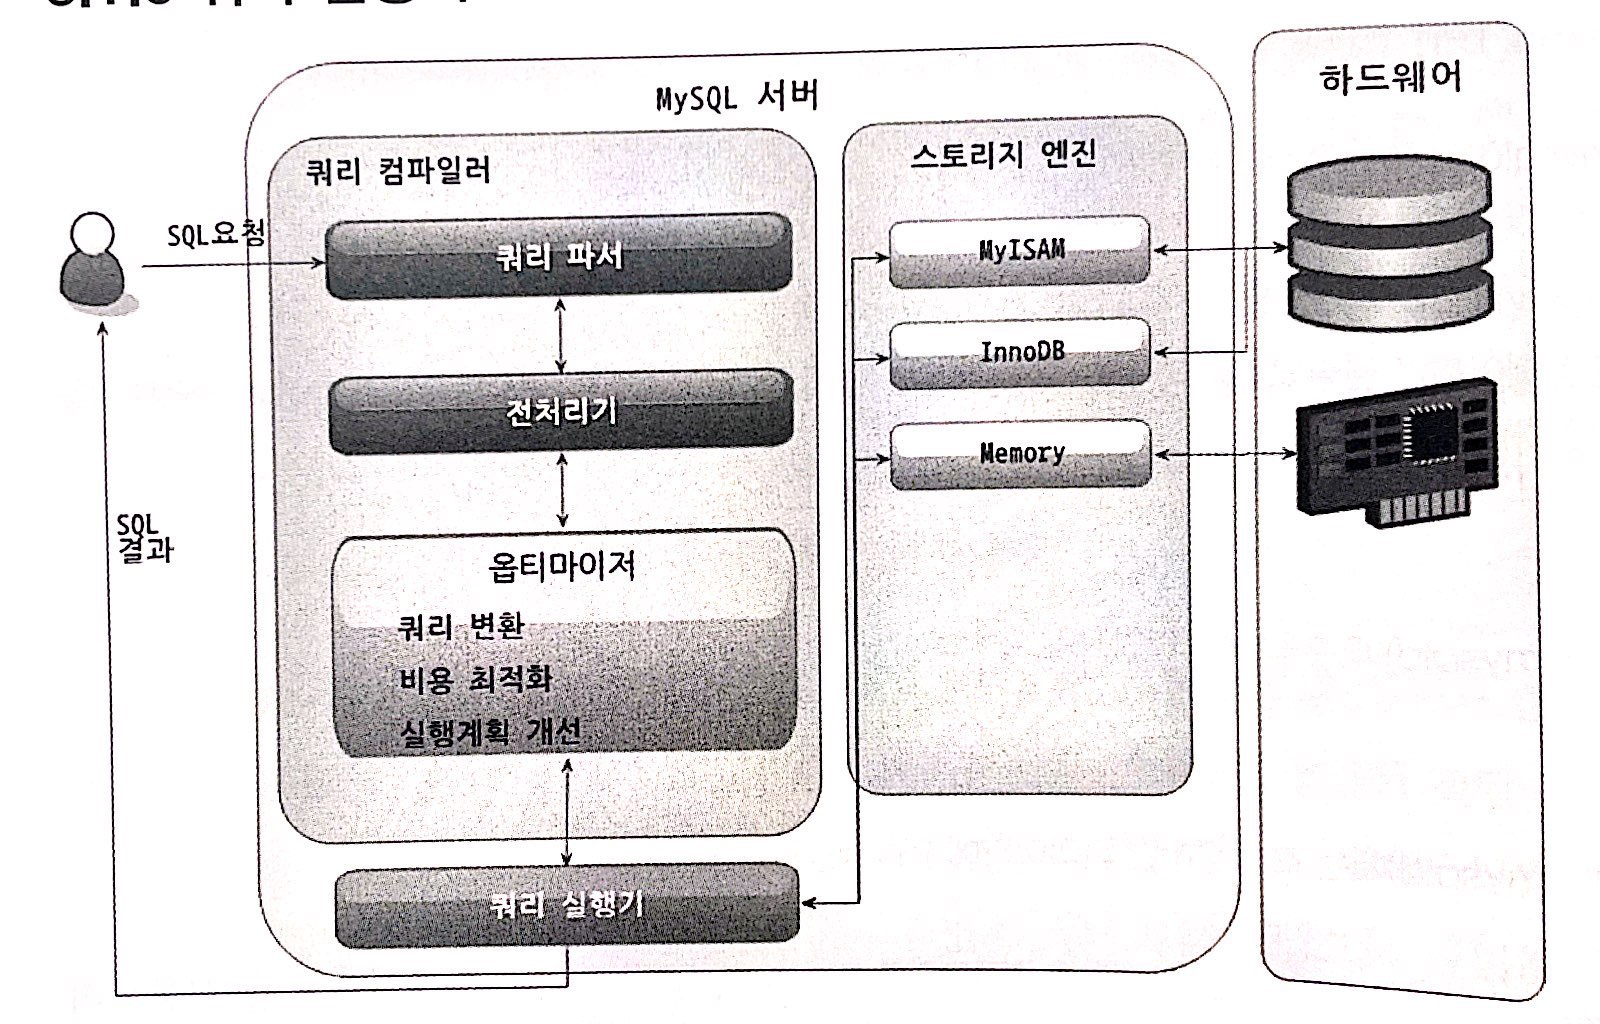 MySQL 서버
하드웨어
쿼리 컴파일러
스토리지 엔진
SQL요청
쿼리 파서
MyISAM
InnoDB
전처리기
Memory
SQL
결과
옵티마이저
쿼리 변환
비용 최적화
실행계획 개선
쿼리 실행기